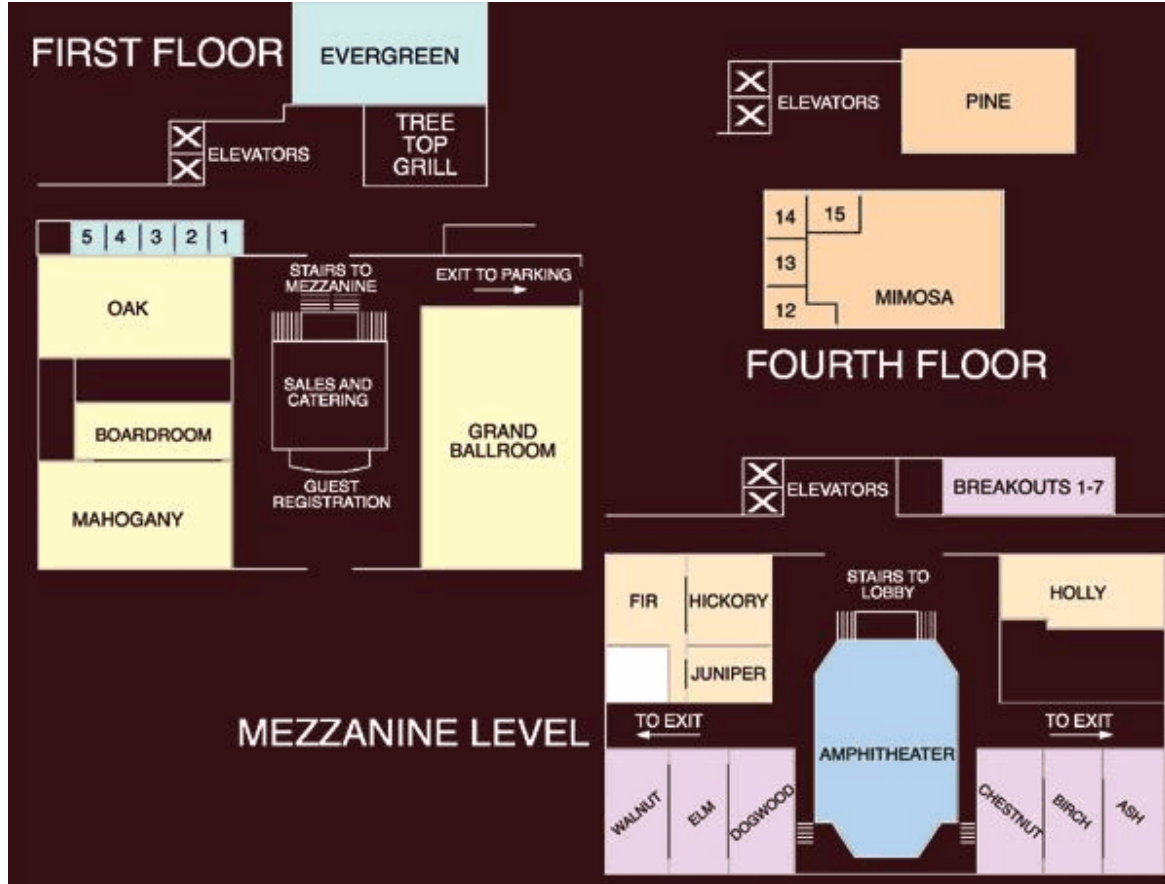 FIRST FLOOR
EVERGREEN
TREE
TOP
GRILL
ELEVATORS
5 4 3 2 1
OAK
STAIRS TO
MEZZANINE
EXIT TO PARKING
SALES AND
CATERING
BOARDROOM
GRAND
BALLROOM
GUEST
REGISTRATION
MAHOGANY
ELEVATORS
PINE
14 15
13
12
MIMOSA
FOURTH FLOOR
ELEVATORS
BREAKOUTS 1-7
FIR
HICKORY
STAIRS TO
LOBBY
HOLLY
JUNIPER
MEZZANINE LEVEL
TO EXIT
TO EXIT
AMPHITHEATER
WALNUT
ELM
DOGWOOD
CHESTNUT
BIRCH
ASH